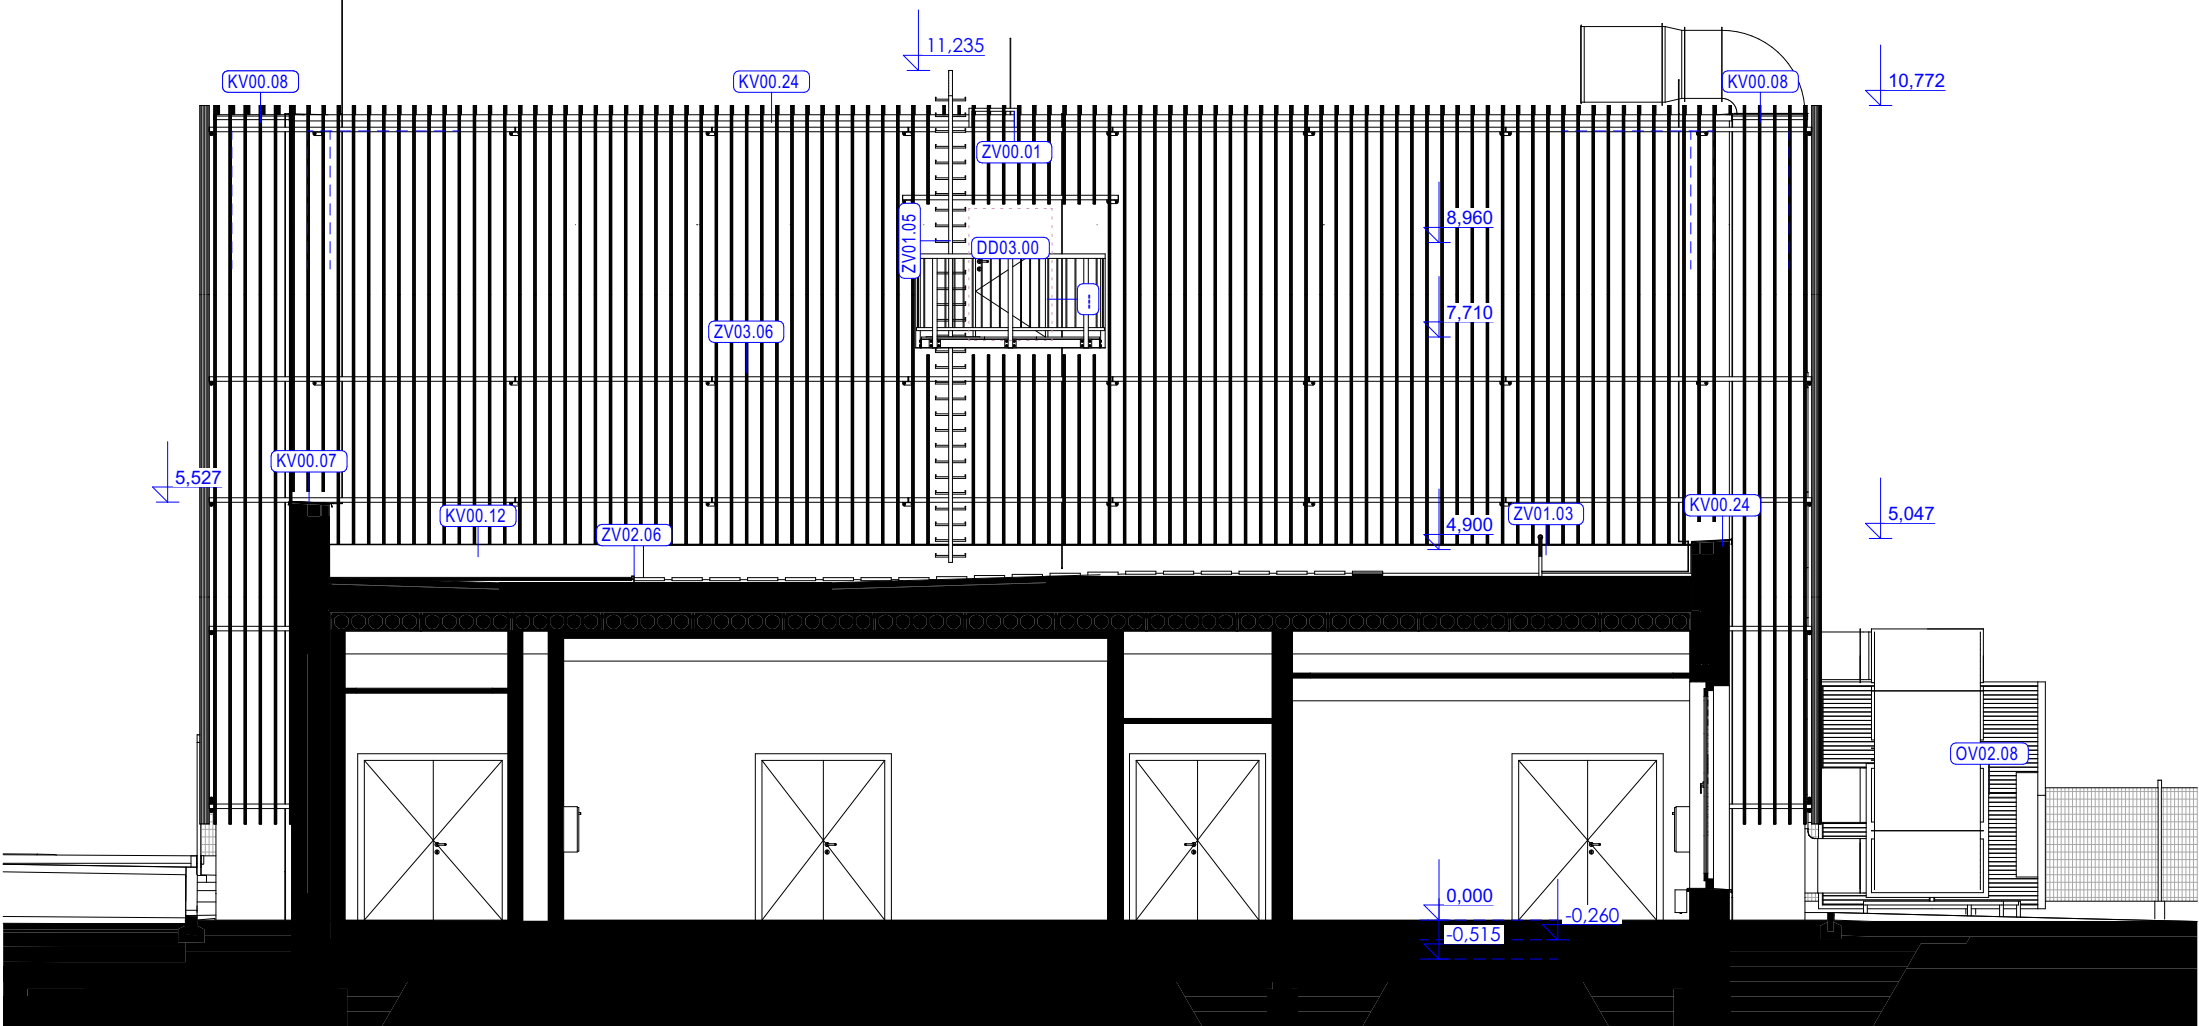 11,235
KV00.08
KV00.24
KV00.08
10,772
ZV00.01
ZV01.05
8,960
DD03.00
7,710
ZV03.06
KV00.07
5,527
KV00.12
ZV02.06
4,900
ZV01.03
KV00.24
5,047
OV02.08
0,000
-0,260
-0,515